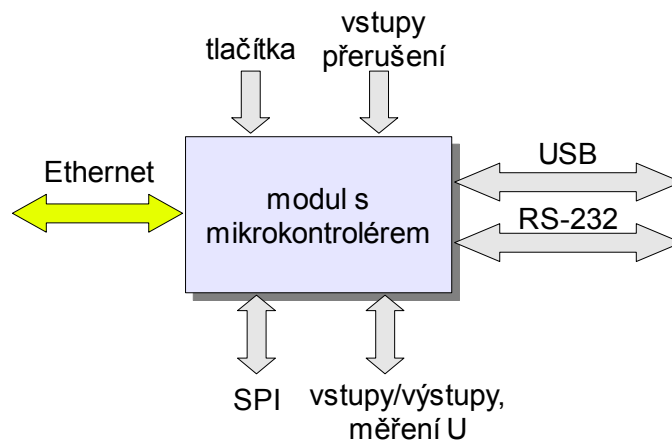 tlačítka
vstupy
přerušení
Ethernet
modul s
mikrokontrolérem
USB
RS-232
SPI
vstupy/výstupy,
měření U